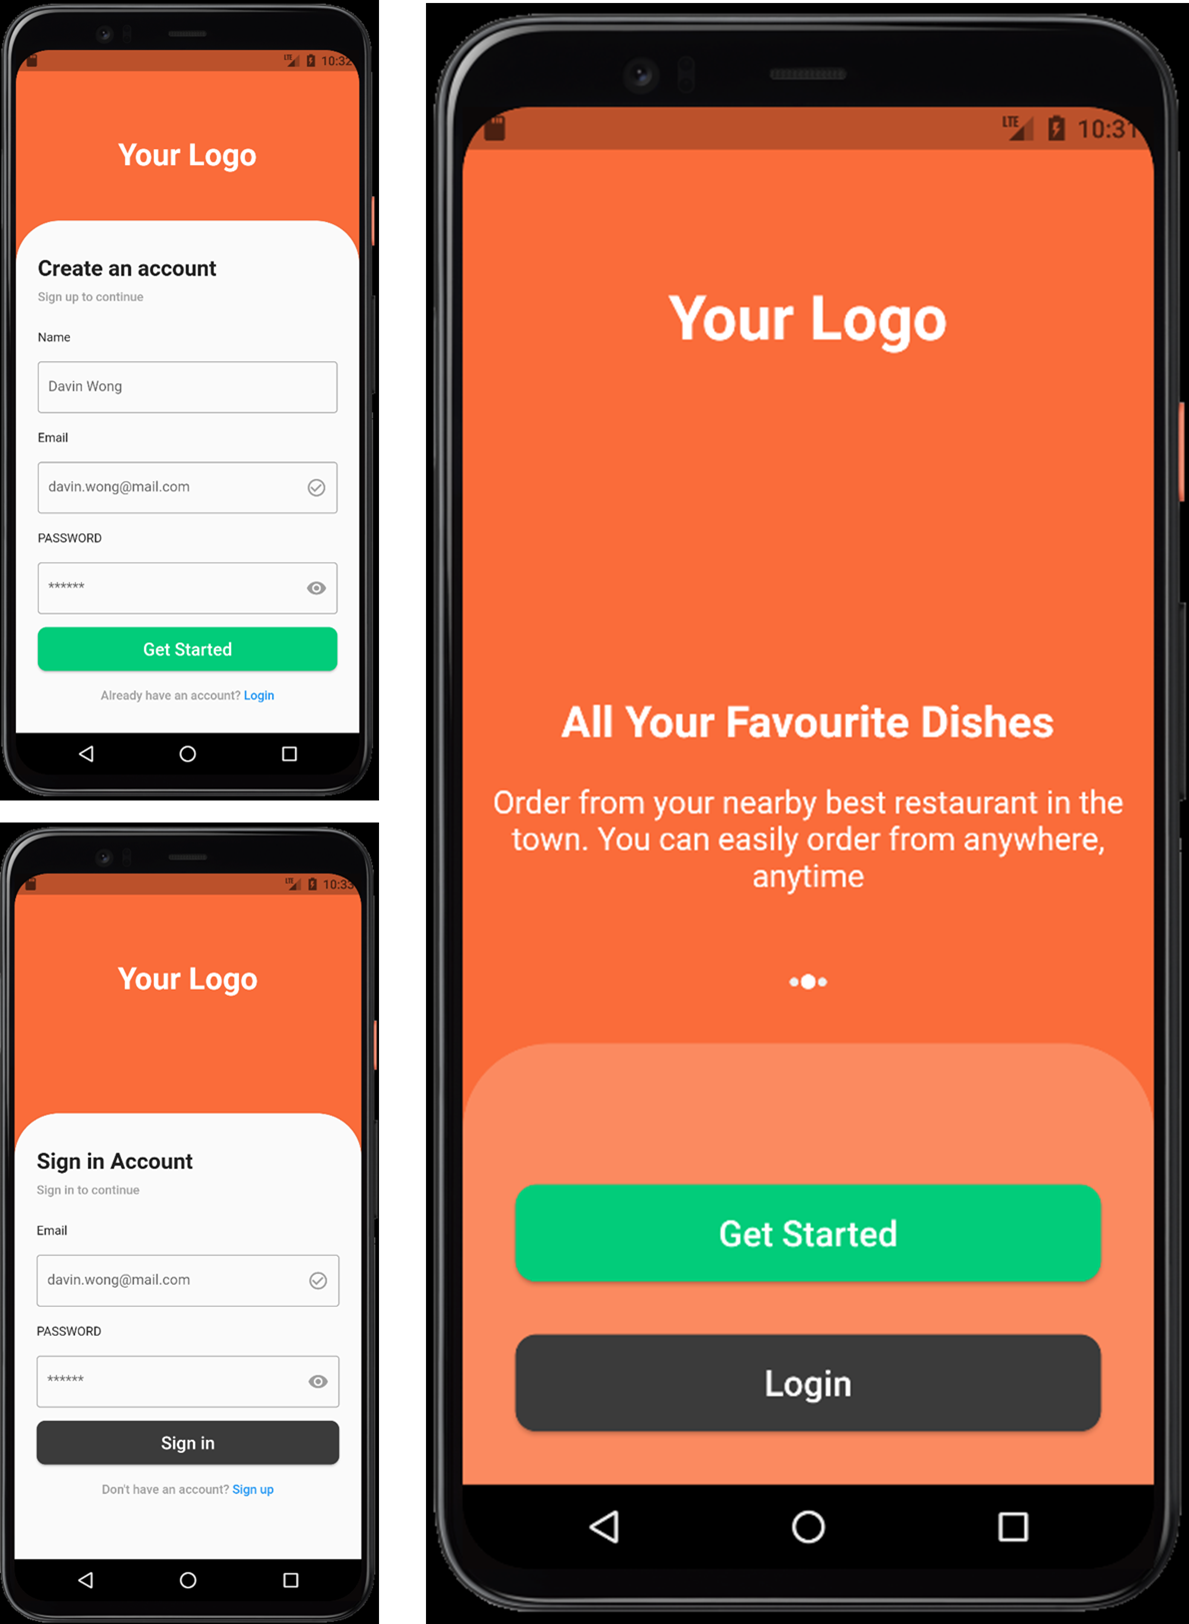 LTE 10:32
Your Logo
Create an account
Sign up to continue
Name
Davin Wong
Email
davin.wong@mail.com
PASSWORD
******
Get Started
Already have an account? Login
LTE 10:33
Your Logo
Sign in Account
Sign in to continue
Email
davin.wong@mail.com
PASSWORD
******
Sign in
Don't have an account? Sign up
LTE 10:31
Your Logo
All Your Favourite Dishes
Order from your nearby best restaurant in the
town. You can easily order from anywhere,
anytime
Get Started
Login